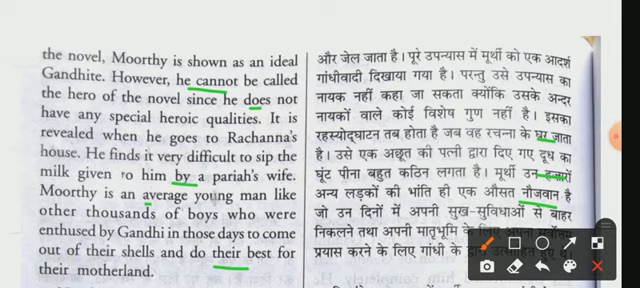 the novel, Moorthy is shown as an ideal
Gandhite. However, he cannot be called
the hero of the novel since he does not
have any special heroic qualities. It is
revealed when he goes to Rachanna's
house. He finds it very difficult to sip the
milk given to him by a pariah's wife.
Moorthy is an average young man like
other thousands of boys who were
enthused by Gandhi in those days to come
out of their shells and do their best for
their motherland.
और जेल जाता है। पूरे उपन्यास में मूर्थी को एक आदर्श
गांधीवादी दिखाया गया है। परन्तु उसे उपन्यास का
नायक नहीं कहा जा सकता क्योंकि उसके अन्दर
नायकों वाले कोई विशेष गुण नहीं है। इसका
रहस्योद्घाटन तब होता है जब वह रचन्ना के घर जाता
है। उसे एक अछूत की पत्नी द्वारा दिए गए दूध का
घूंट पीना बहुत कठिन लगता है। मूर्थी उन हजारों
अन्य लड़कों की भांति ही एक औसत नौजवान है
जो उन दिनों में अपनी सुख-सुविधाओं से बाहर
निकलने तथा अपनी मातृभूमि के लिए अपना सर्वोत्तम
प्रयास करने के लिए गांधी के द्वारा उत्साहित हुए थे।